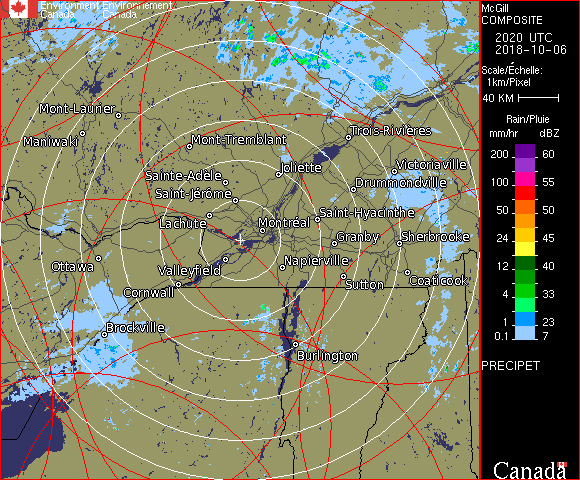 Environment Environnement
Canada Canada
McGill
COMPOSITE
2020 UTC
2018-10-06
Scale/Échelle:
1km/Pixel
40 KM
Rain/Pluie
mm/hr dBZ
200 60
150 57
100 55
50 50
24 45
12 40
4 33
1 23
0.1 7
PRECIPET
Canada
Mont-Laurier
Maniwaki
Mont-Tremblant
Trois-Rivières
Joliette
Victoriaville
Sainte-Adèle
Drummondville
Saint-Jérôme
Saint-Hyacinthe
Lachute
Montréal
Granby
Sherbrooke
Ottawa
Valleyfield
Napierville
Coaticook
Sutton
Cornwall
Brockville
Burlington